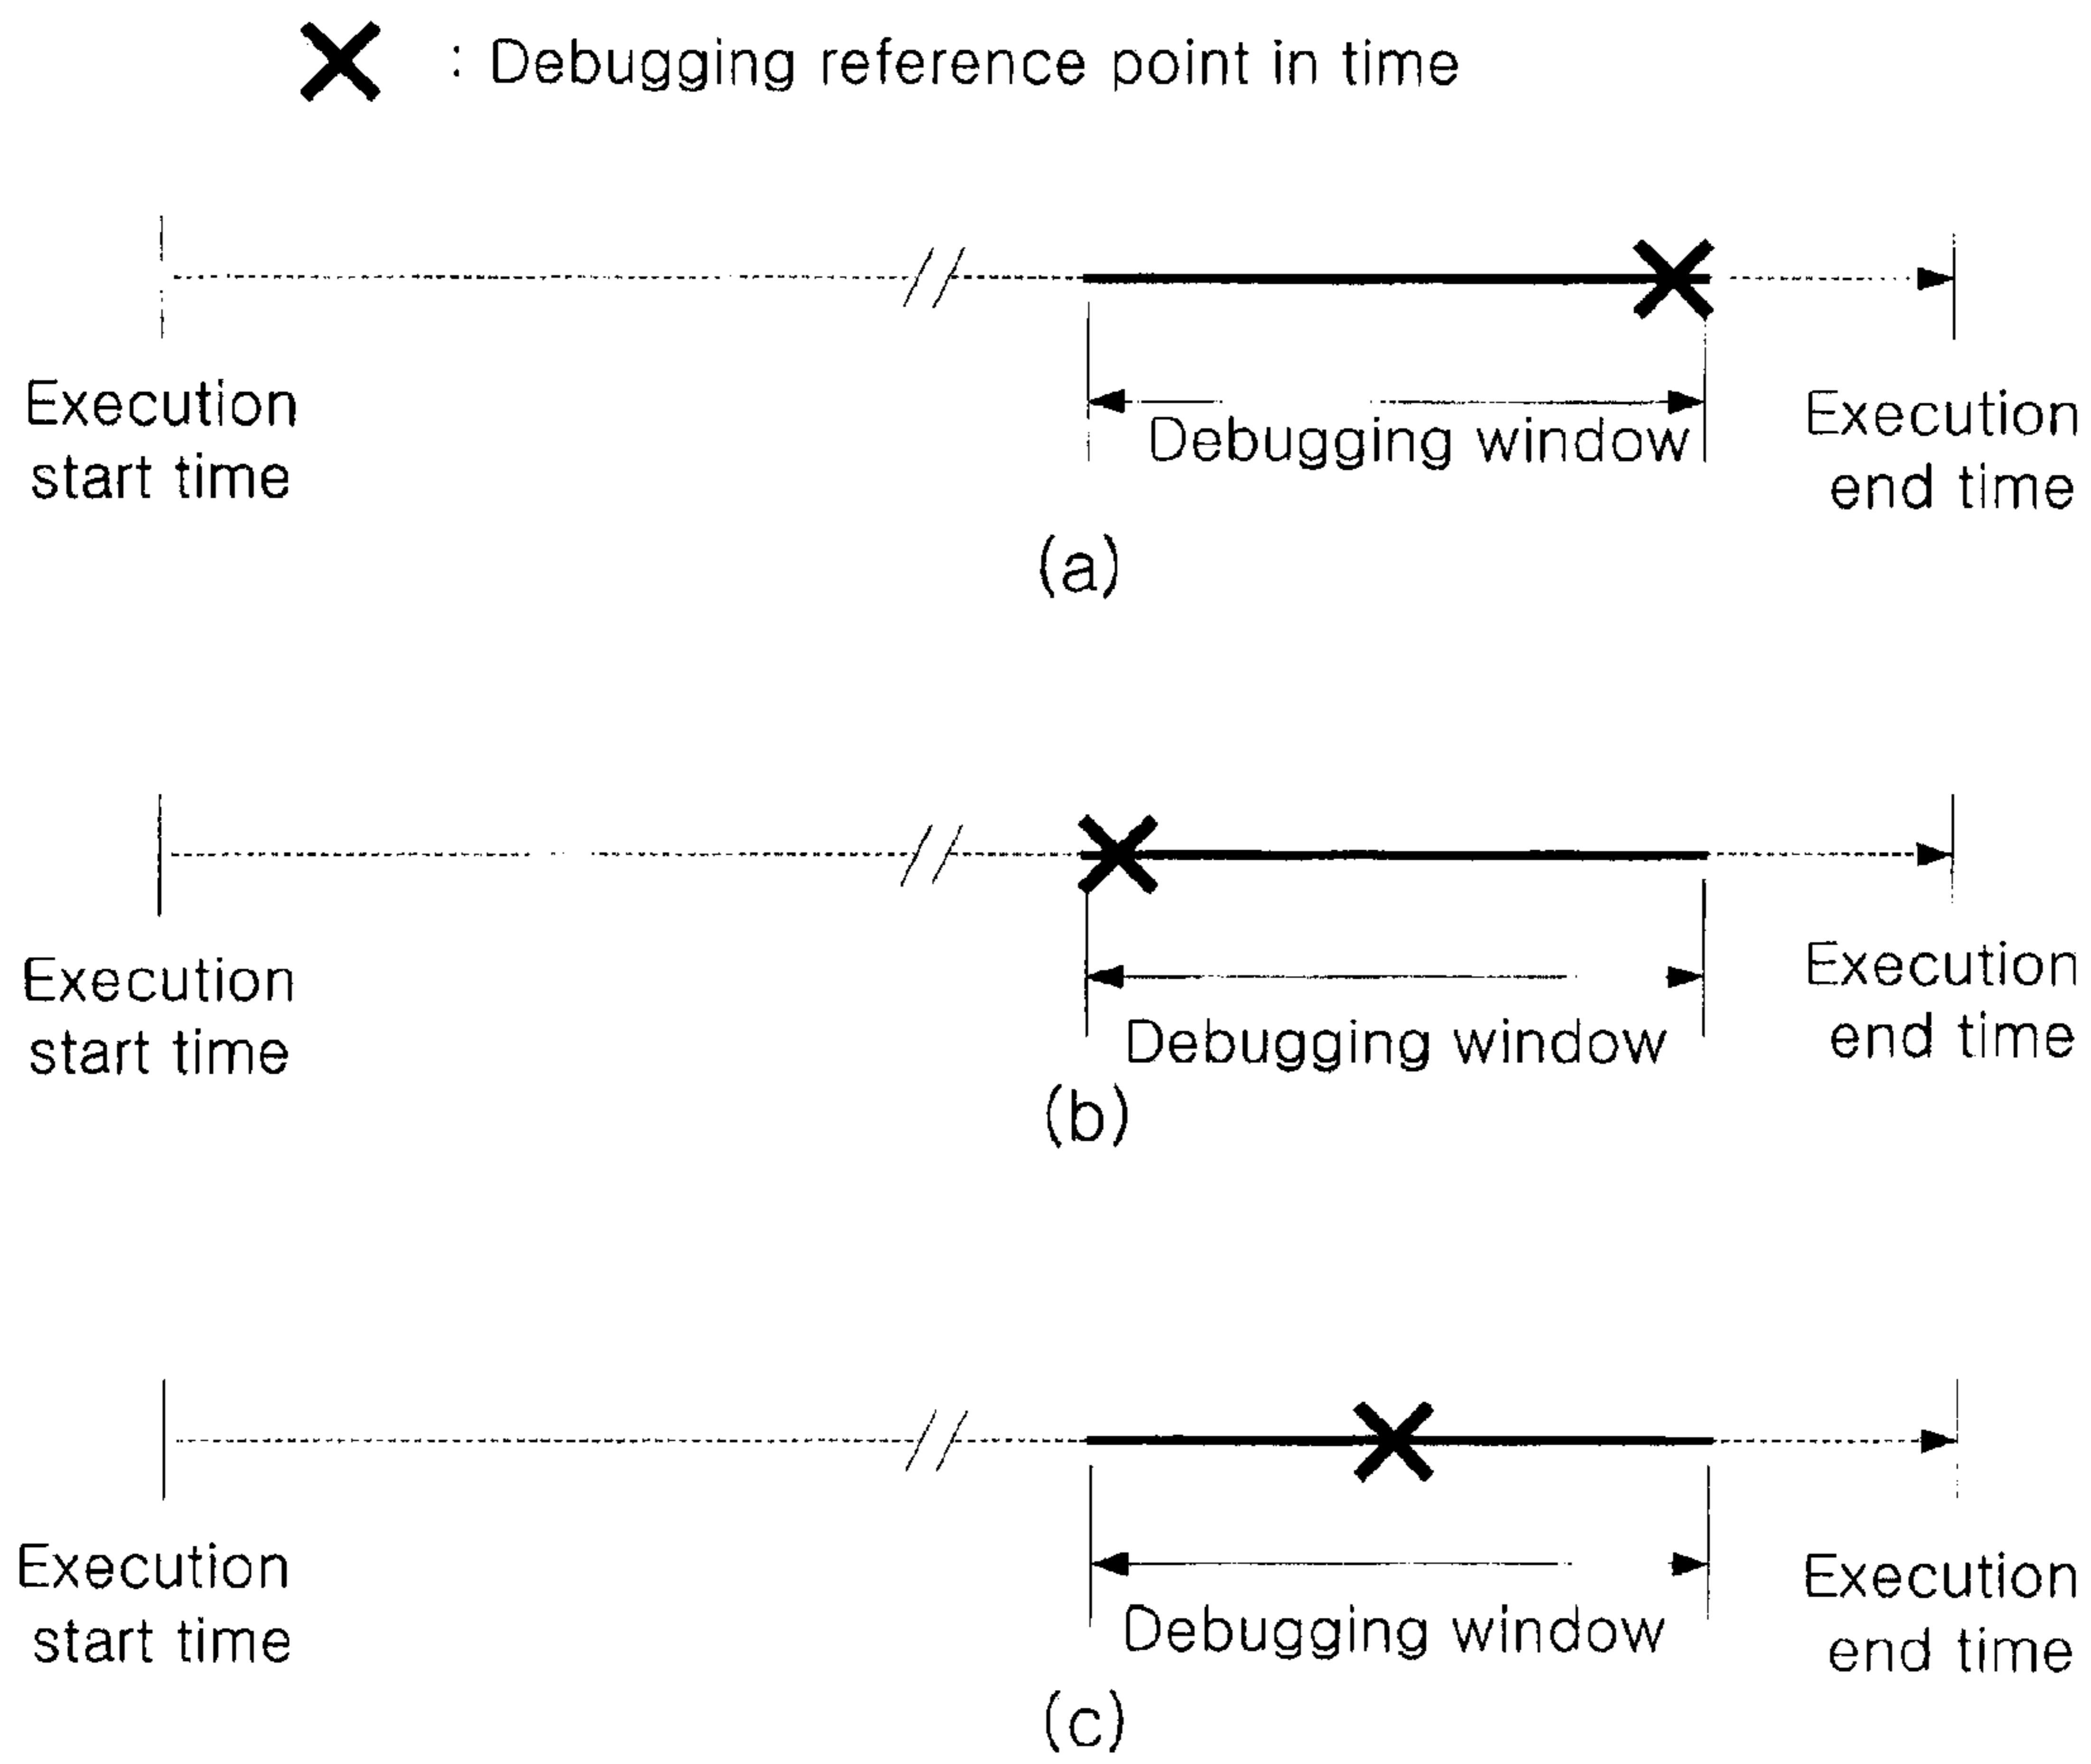 : Debugging reference point in time
Execution
start time
Debugging window
Execution
end time
(a)
Execution
start time
Debugging window
Execution
end time
(b)
Execution
start time
Debugging window
Execution
end time
(c)